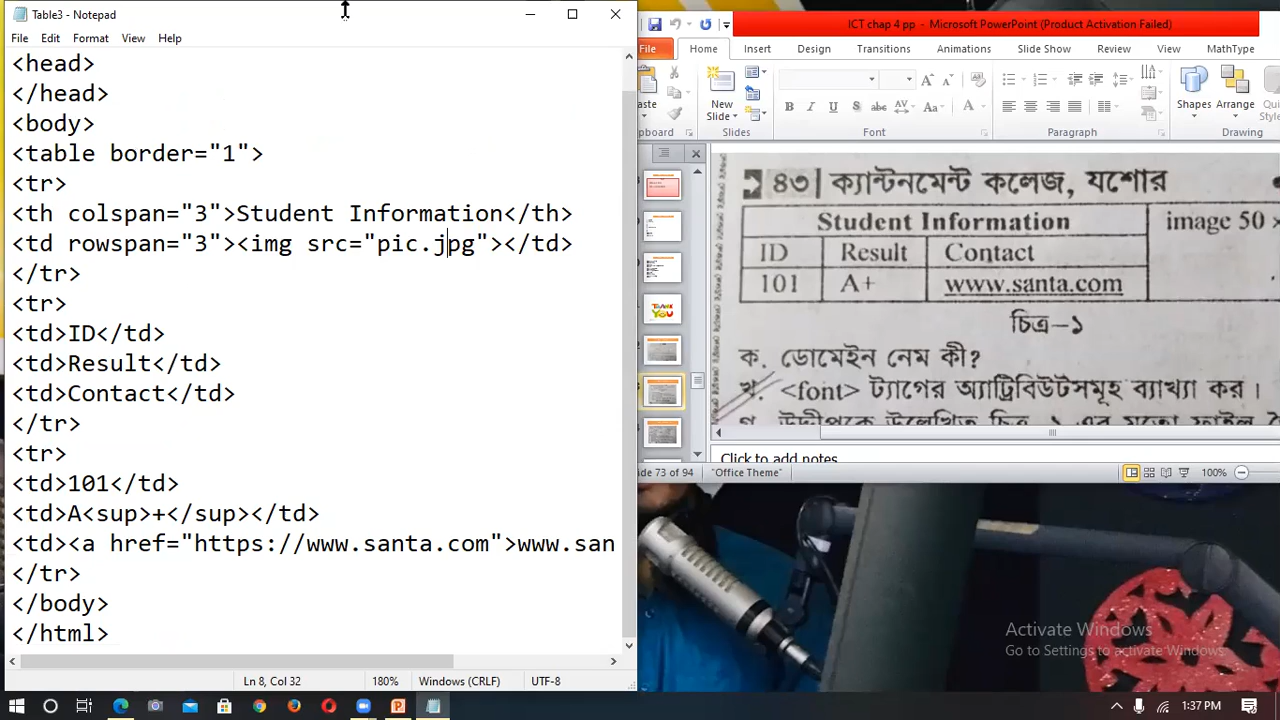 Table3 - Notepad
File Edit Format View Help
<head>
</head>
<body>
<table border="1">
<tr>
<th colspan="3">Student Information</th>
<td rowspan="3"><img src="pic.jpg"></td>
</tr>
<tr>
<td>ID</td>
<td>Result</td>
<td>Contact</td>
</tr>
<tr>
<td>101</td>
<td>A<sup>+</sup></td>
<td><a href="https://www.santa.com">www.san
</tr>
</body>
</html>
Ln 8, Col 32 180% Windows (CRLF) UTF-8
ICT chap 4 pp - Microsoft PowerPoint (Product Activation Failed)
File Home Insert Design Transitions Animations Slide Show Review View MathType
New Slide
Shapes Arrange
Slides Font Paragraph Drawing
THANK YOU
৪৩ ক্যান্টনমেন্ট কলেজ, যশোর
Student Information image 50 ×
ID Result Contact
101 A+ www.santa.com
চিত্র-১
ক. ডোমেইন নেম কী?
খ. <font> ট্যাগের অ্যাট্রিবিউটসমূহ ব্যাখ্যা কর।
Click to add notes
73 of 94 "Office Theme" 100%
Activate Windows
Go to Settings to activate Windows.
1:37 PM